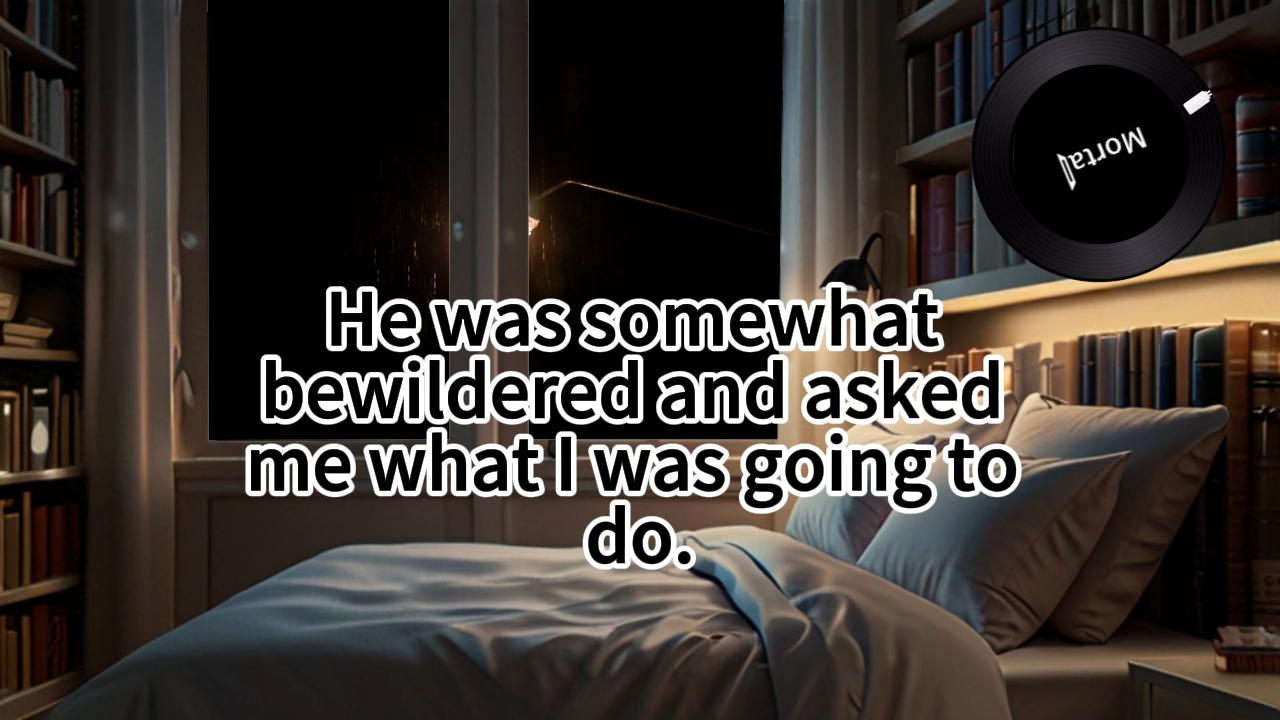 Mortal
He was somewhat
bewildered and asked
me what I was going to
do.